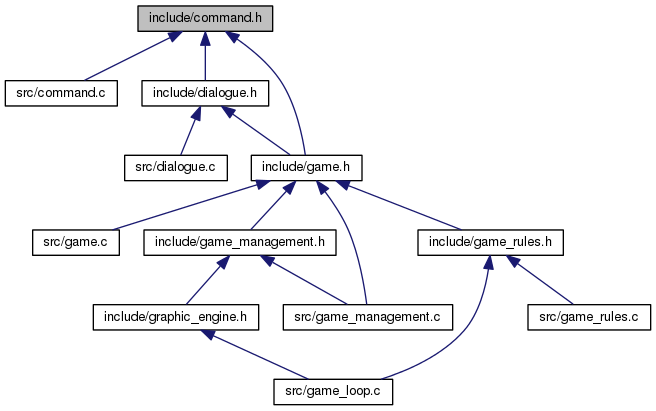 include/command.h
src/command.c
include/dialogue.h
src/dialogue.c
include/game.h
src/game.c
include/game_management.h
include/game_rules.h
include/graphic_engine.h
src/game_management.c
src/game_rules.c
src/game_loop.c